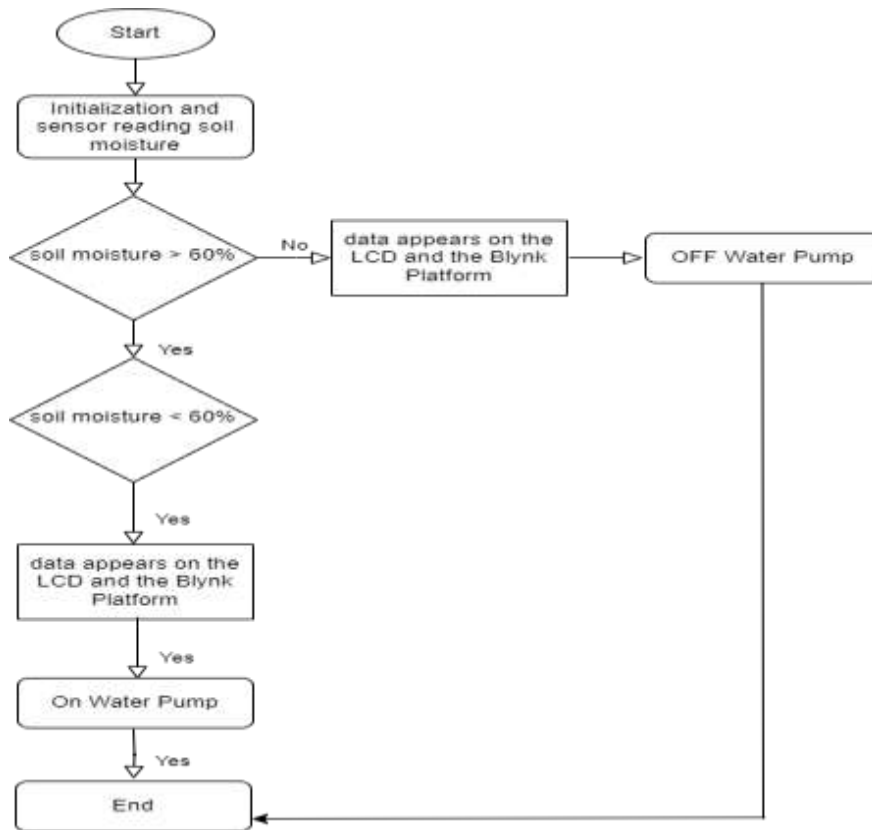 Start
Initialization and
sensor reading soil
moisture
soil moisture > 60%
No
data appears on the
LCD and the Blynk
Platform
OFF Water Pump
Yes
soil moisture < 60%
Yes
data appears on the
LCD and the Blynk
Platform
Yes
On Water Pump
Yes
End